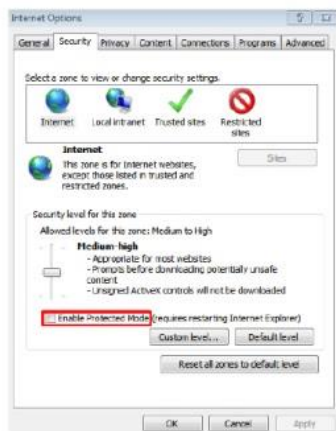 Internet Options
General Security Privacy Content Connections Programs Advanced
Select a zone to view or change security settings.
Internet Local intranet Trusted sites Restricted
sites
Internet
This zone is for Internet websites,
except those listed in trusted and
restricted zones.
Sites
Security level for this zone
Allowed levels for this zone: Medium to High
Medium-high
- Appropriate for most websites
- Prompts before downloading potentially unsafe
content
- Unsigned ActiveX controls will not be downloaded
Enable Protected Mode (requires restarting Internet Explorer)
Custom level... Default level
Reset all zones to default level
OK Cancel Apply